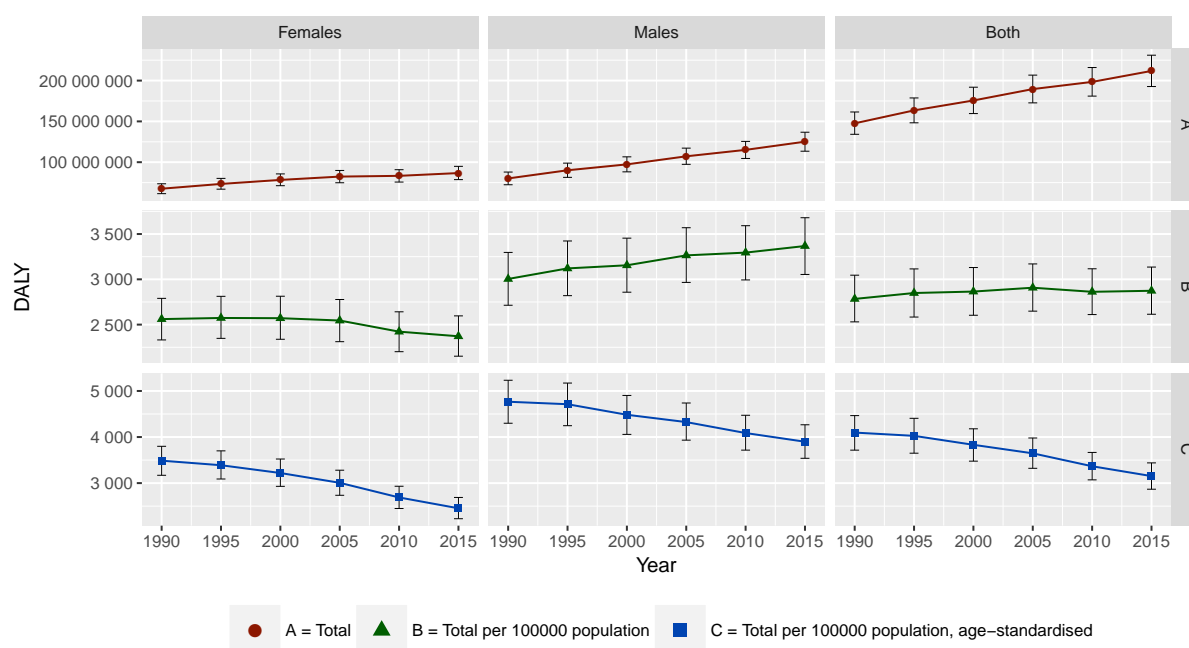 Females Males Both
200 000 000
150 000 000
100 000 000
A
3 500
3 000
2 500
B
5 000
4 000
3 000
C
DALY
1990 1995 2000 2005 2010 2015 1990 1995 2000 2005 2010 2015 1990 1995 2000 2005 2010 2015
Year
A = Total B = Total per 100000 population C = Total per 100000 population, age−standardised